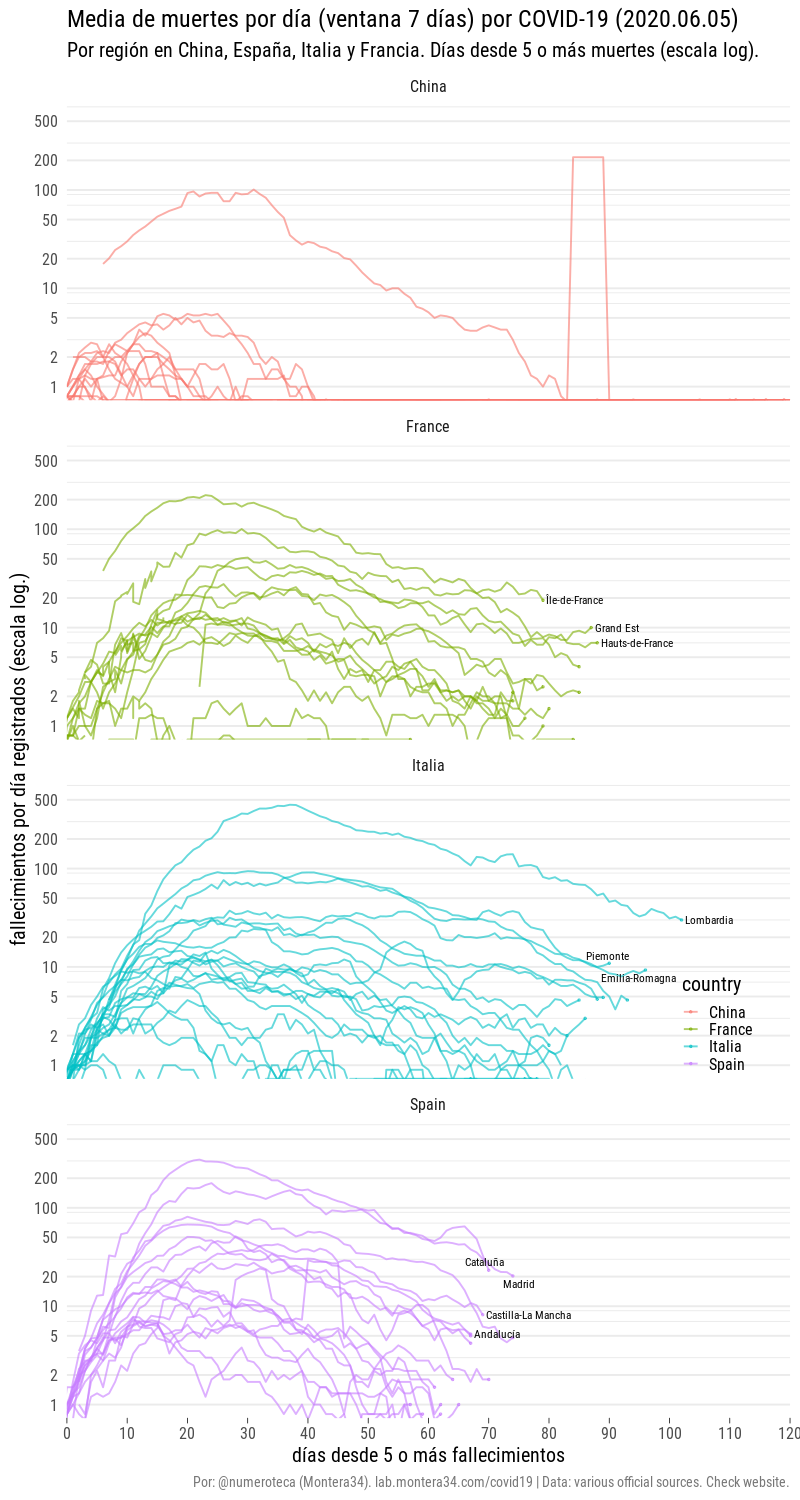 Media de muertes por día (ventana 7 días) por COVID-19 (2020.06.05)
Por región en China, España, Italia y Francia. Días desde 5 o más muertes (escala log).
fallecimientos por día registrados (escala log.)
China
500
200
100
50
20
10
5
2
1
France
500
200
100
50
20
10
5
2
1
Île-de-France
Grand Est
Hauts-de-France
Italia
500
200
100
50
20
10
5
2
1
Lombardia
Piemonte
Emilia-Romagna
country
China
France
Italia
Spain
Spain
500
200
100
50
20
10
5
2
1
Cataluña
Madrid
Castilla-La Mancha
Andalucía
0 10 20 30 40 50 60 70 80 90 100 110 120
días desde 5 o más fallecimientos
Por: @numeroteca (Montera34). lab.montera34.com/covid19 | Data: various official sources. Check website.